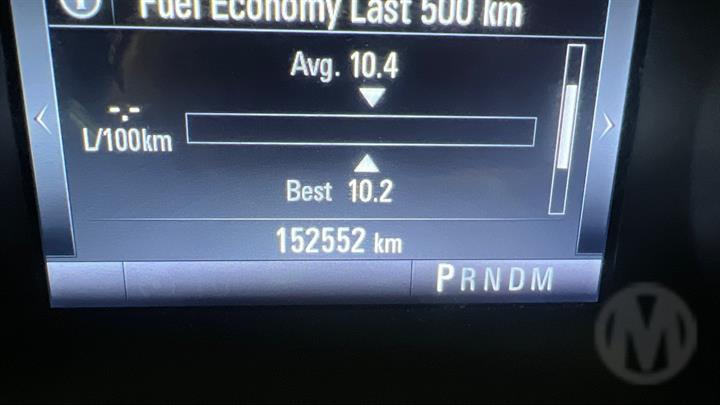 Fuel Economy Last 500 km
Avg. 10.4
-.-
L/100km
Best 10.2
152552 km
PRNDM
M